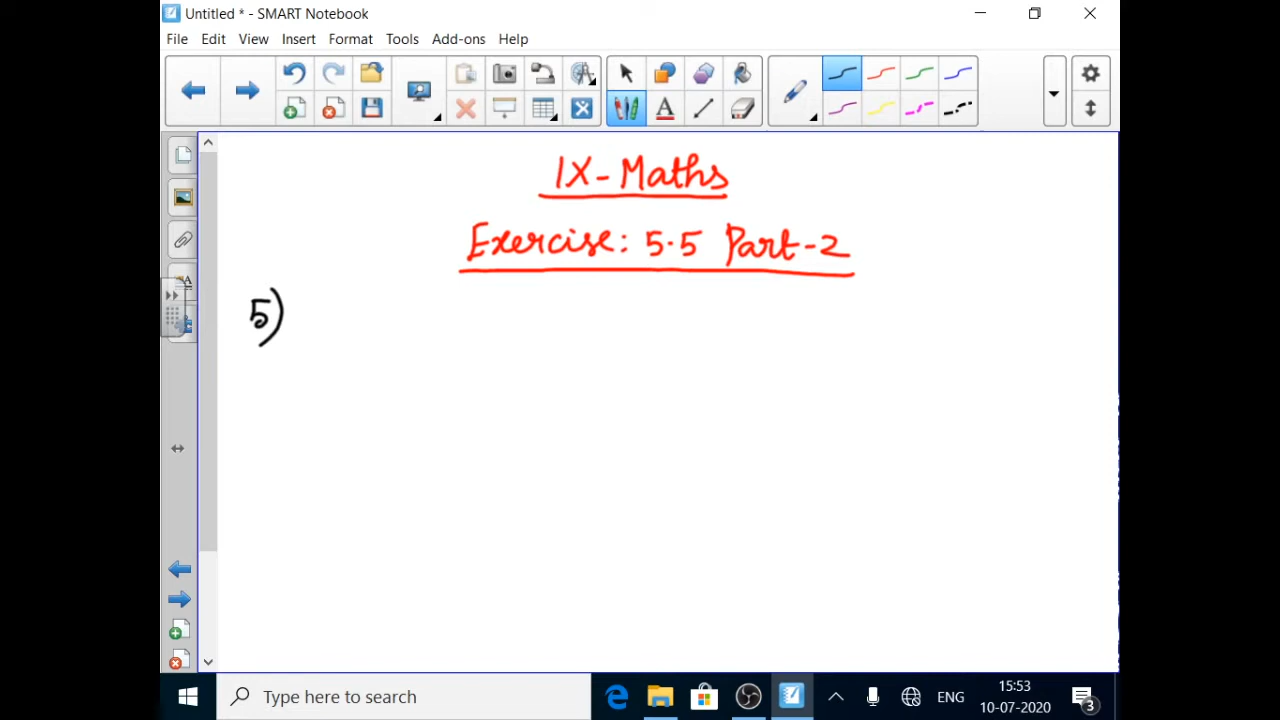 Untitled * - SMART Notebook
File Edit View Insert Format Tools Add-ons Help
IX-Maths
Exercise: 5.5 Part-2
5)
Type here to search
ENG
15:53
10-07-2020
3